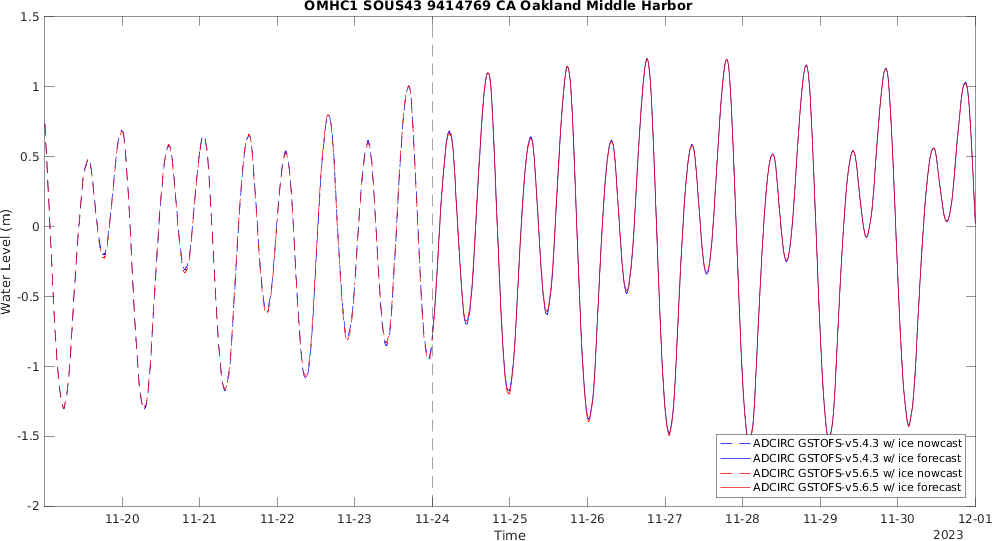 OMHC1 SOUS43 9414769 CA Oakland Middle Harbor
1.5
1
0.5
0
-0.5
-1
-1.5
-2
Water Level (m)
ADCIRC GSTOFS-v5.4.3 w/ ice nowcast
ADCIRC GSTOFS-v5.4.3 w/ ice forecast
ADCIRC GSTOFS-v5.6.5 w/ ice nowcast
ADCIRC GSTOFS-v5.6.5 w/ ice forecast
11-20 11-21 11-22 11-23 11-24 11-25 11-26 11-27 11-28 11-29 11-30 12-01
Time
2023